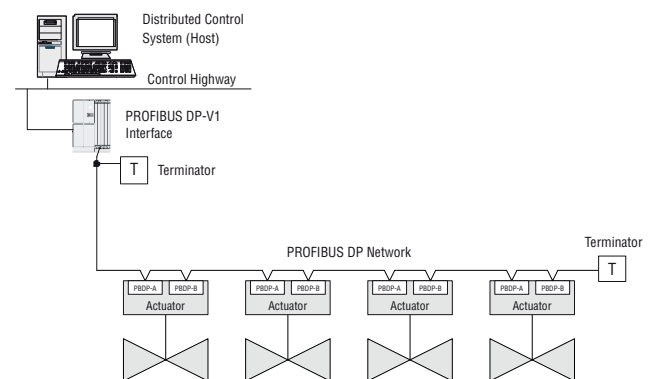 Distributed Control
System (Host)
Control Highway
PROFIBUS DP-V1
Interface
T
Terminator
PROFIBUS DP Network
Terminator
T
PBDP-A PBDP-B
Actuator
PBDP-A PBDP-B
Actuator
PBDP-A PBDP-B
Actuator
PBDP-A PBDP-B
Actuator